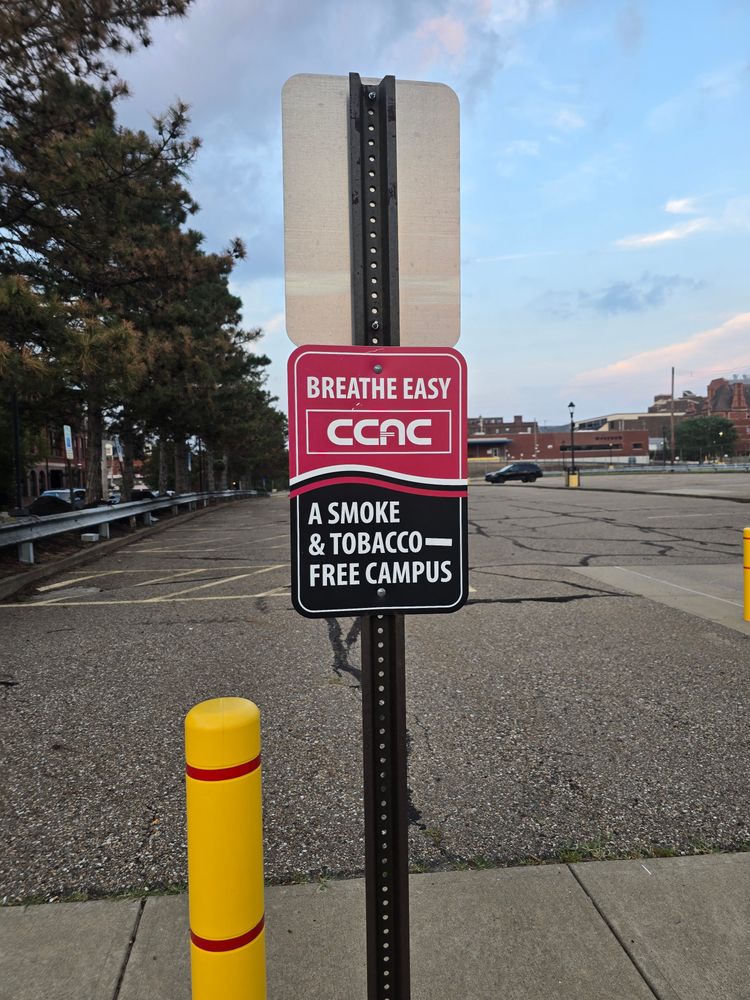 BREATHE EASY
CCAC
A SMOKE
& TOBACCO–
FREE CAMPUS